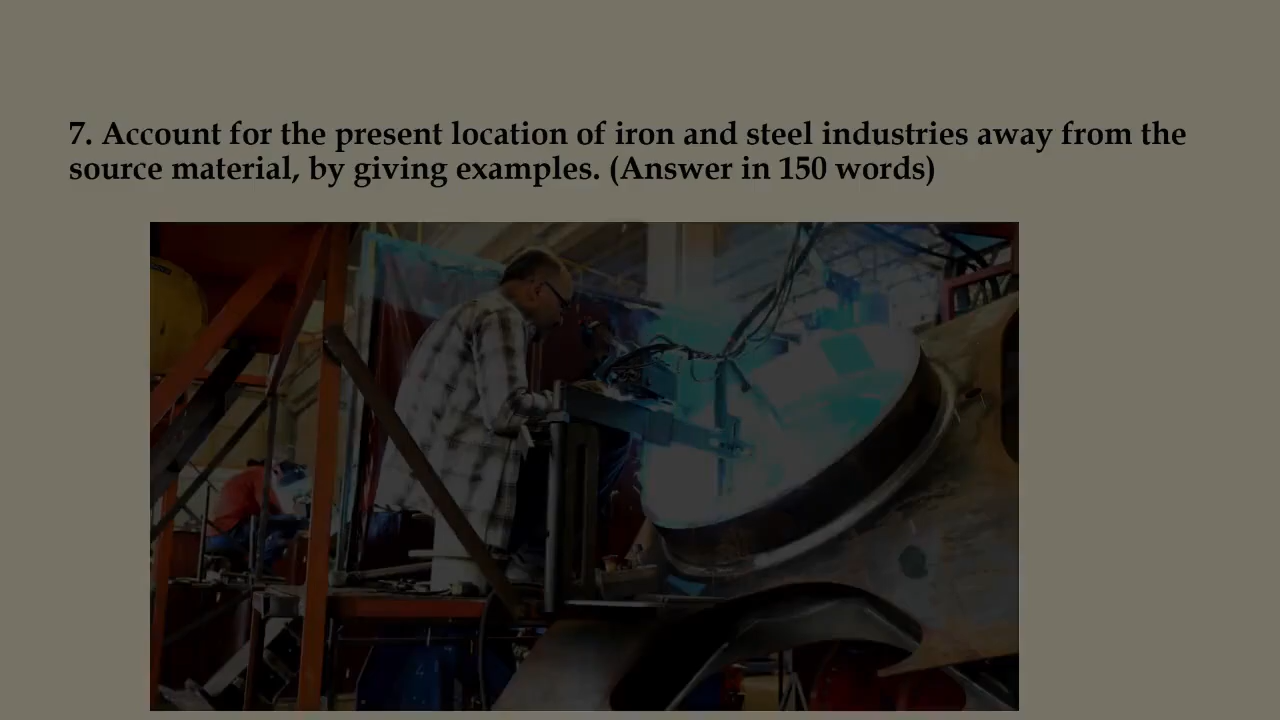 7. Account for the present location of iron and steel industries away from the
source material, by giving examples. (Answer in 150 words)